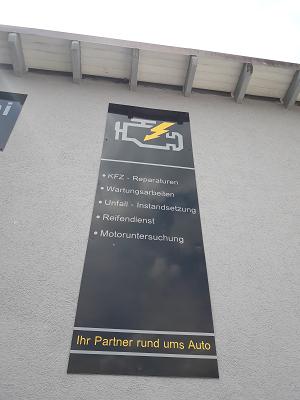 • KFZ - Reparaturen
• Wartungsarbeiten
• Unfall - Instandsetzung
• Reifendienst
• Motoruntersuchung
Ihr Partner rund ums Auto